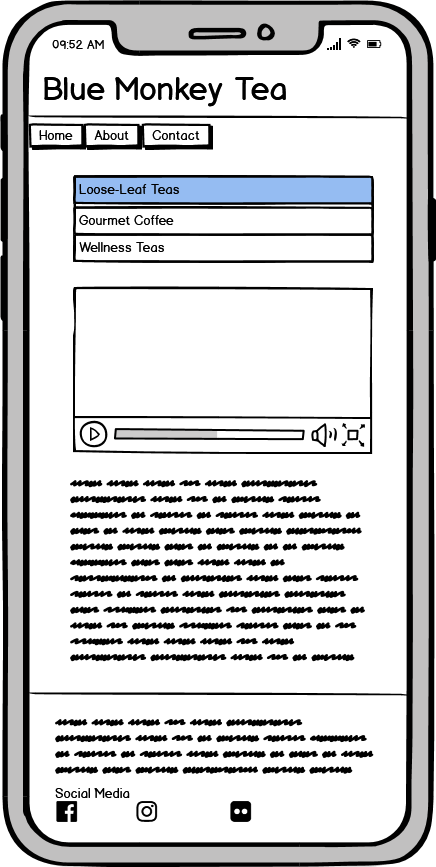 09:52 AM
Blue Monkey Tea
Home About Contact
Loose-Leaf Teas
Gourmet Coffee
Wellness Teas
Social Media